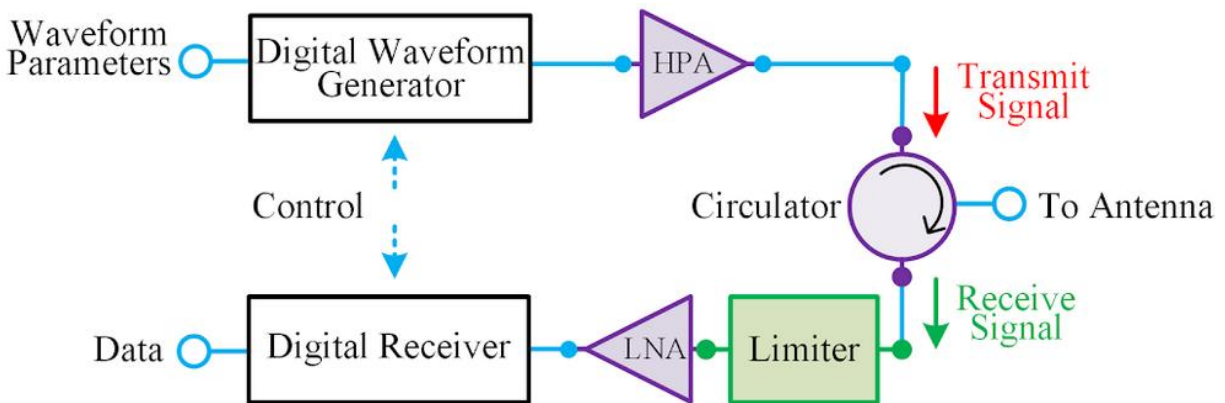 Waveform
Parameters
Digital Waveform
Generator
HPA
Transmit
Signal
Control
Circulator
To Antenna
Data
Digital Receiver
LNA
Limiter
Receive
Signal